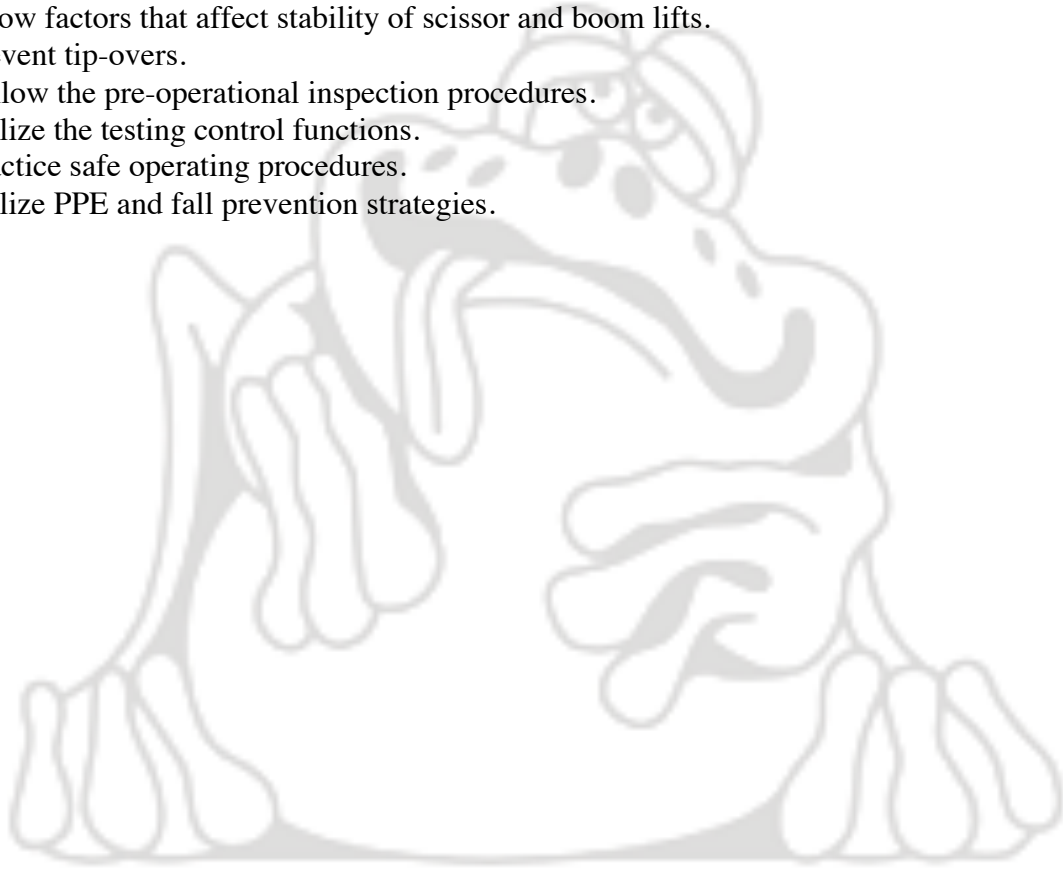 ow factors that affect stability of scissor and boom lifts.
vent tip-overs.
low the pre-operational inspection procedures.
lize the testing control functions.
ctice safe operating procedures.
lize PPE and fall prevention strategies.